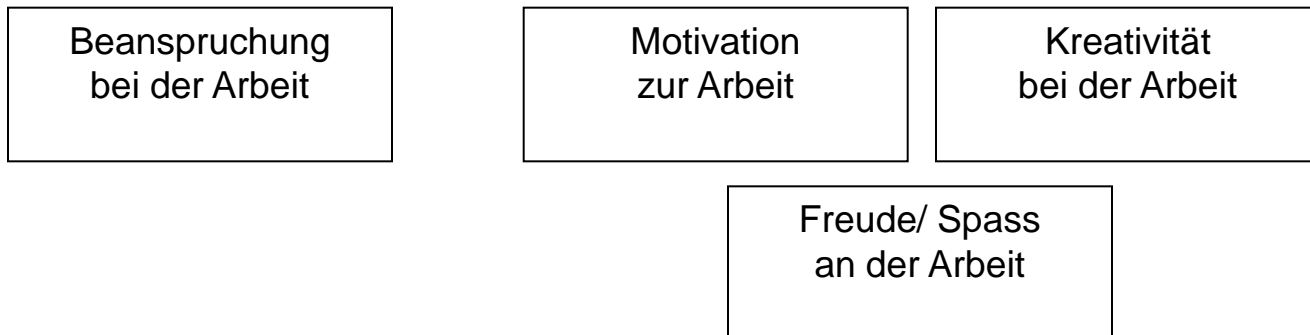 Beanspruchung
bei der Arbeit
Motivation
zur Arbeit
Kreativität
bei der Arbeit
Freude/ Spass
an der Arbeit